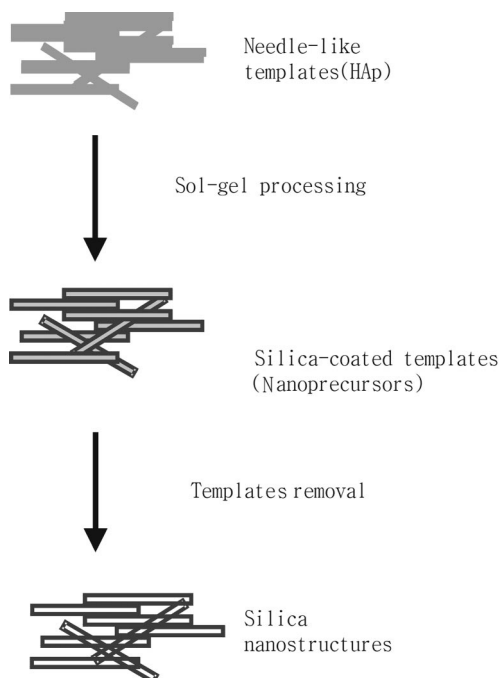 Needle-like
templates(HAp)
Sol-gel processing
Silica-coated templates
(Nanoprecursors)
Templates removal
Silica
nanostructures